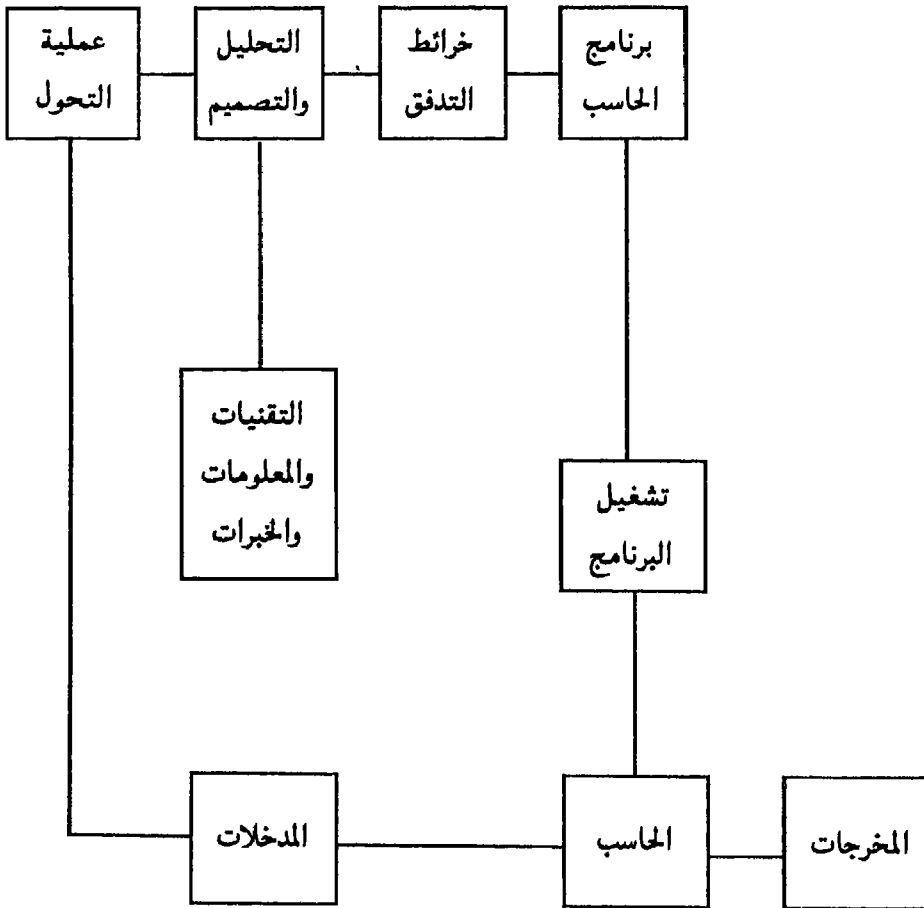 برنامج
الحاسب
خرائط
التدفق
التحليل
والتصميم
عملية
التحول
التقنيات
والمعلومات
والخبرات
تشغيل
البرنامج
المخرجات
الحاسب
المدخلات